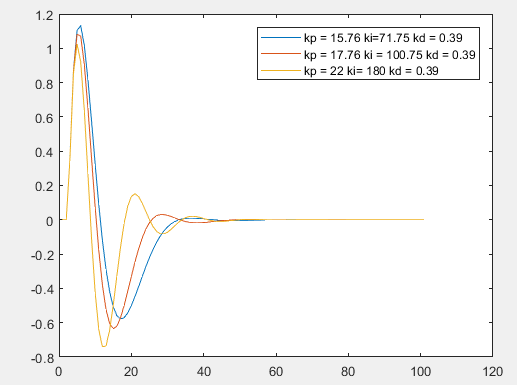 1.2
1
0.8
0.6
0.4
0.2
0
-0.2
-0.4
-0.6
-0.8
kp = 15.76 ki=71.75 kd = 0.39
kp = 17.76 ki = 100.75 kd = 0.39
kp = 22 ki= 180 kd = 0.39
0 20 40 60 80 100 120